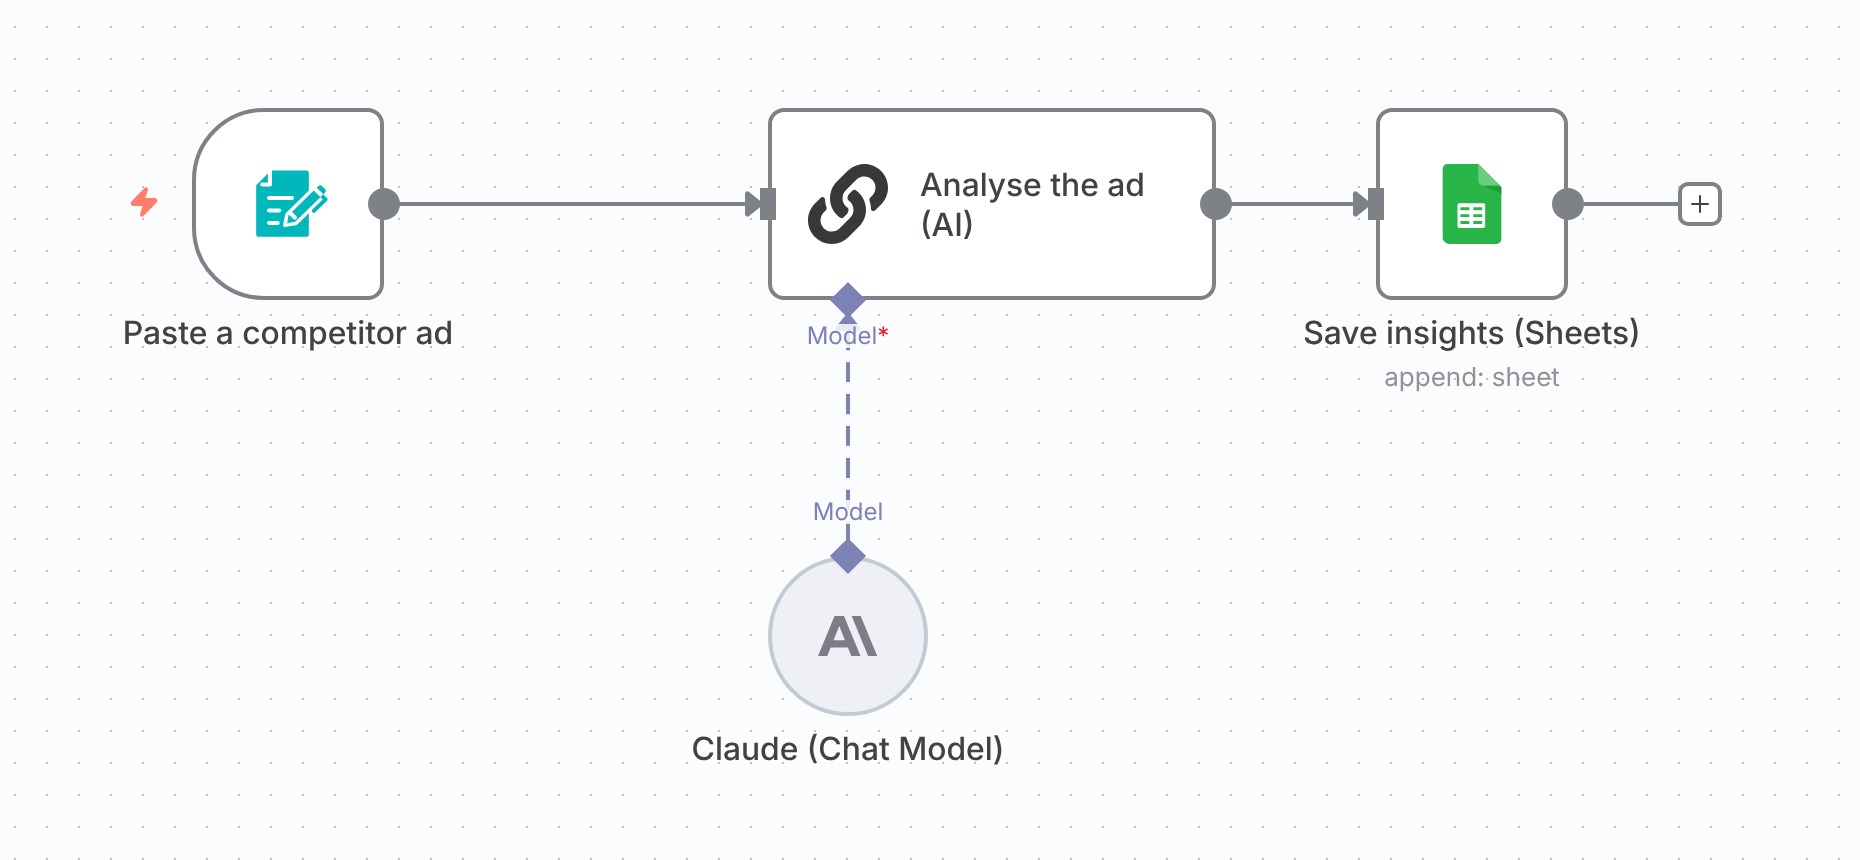 Analyse the ad
(AI)
Paste a competitor ad
Model*
Save insights (Sheets)
append: sheet
Model
Claude (Chat Model)